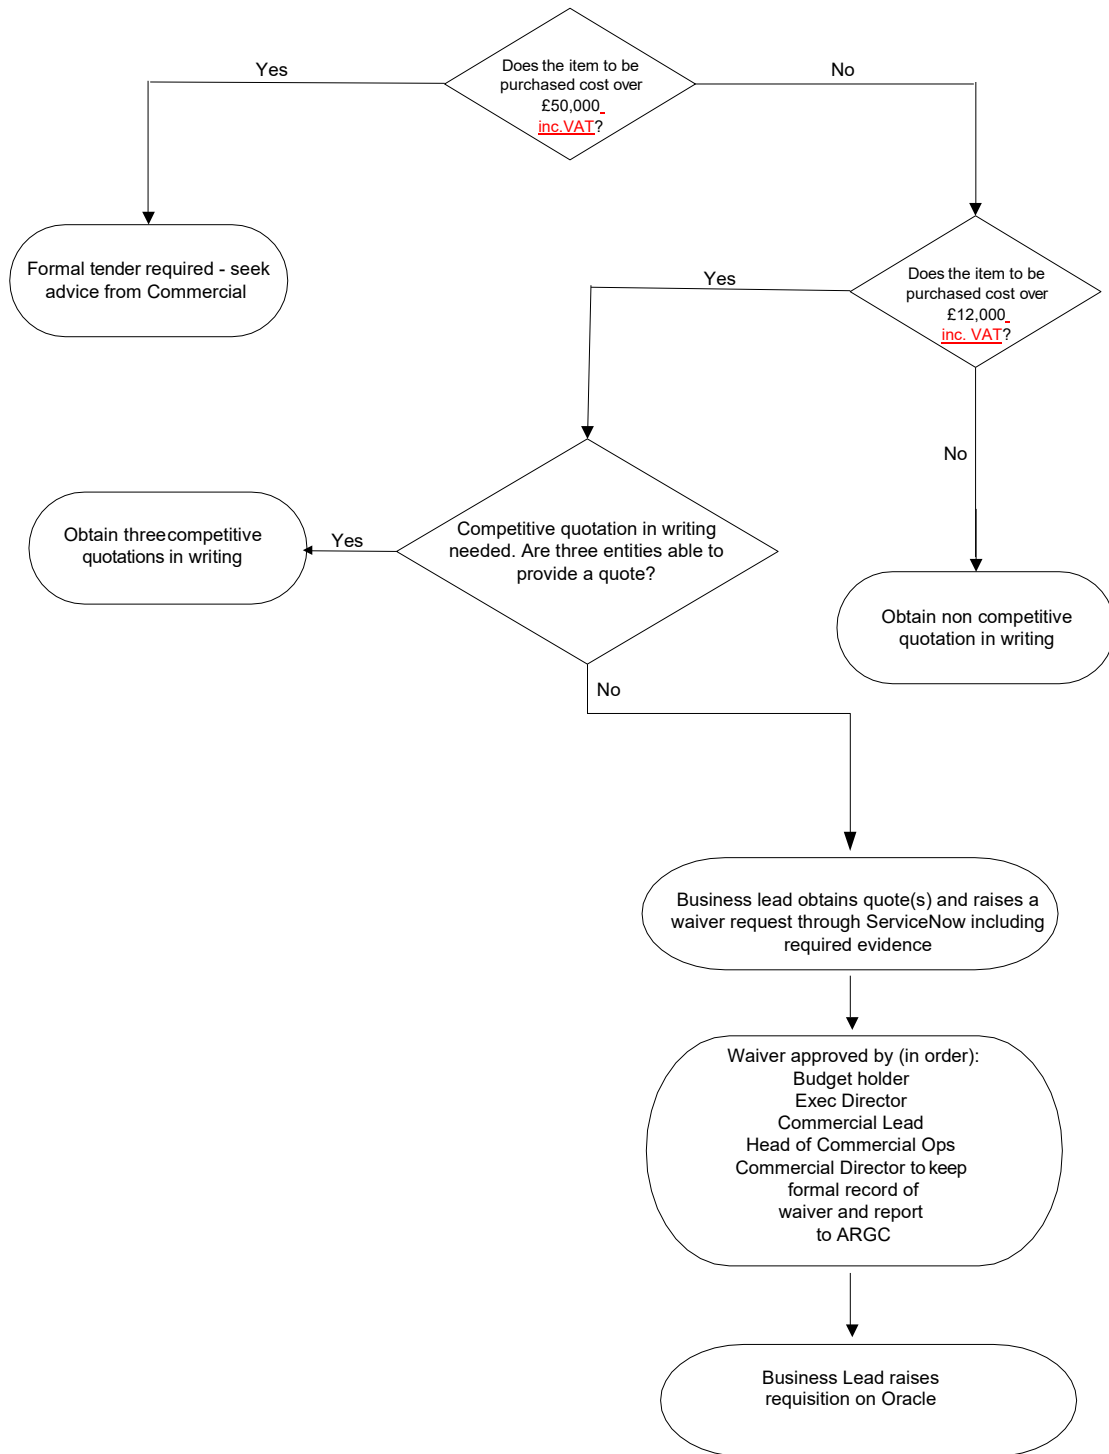 Yes
Does the item to be
purchased cost over
£50,000
inc.VAT?
No
Formal tender required - seek
advice from Commercial
Yes
Does the item to be
purchased cost over
£12,000
inc. VAT?
No
Obtain three competitive
quotations in writing
Yes
Competitive quotation in writing
needed. Are three entities able to
provide a quote?
Obtain non competitive
quotation in writing
No
Business lead obtains quote(s) and raises a
waiver request through ServiceNow including
required evidence
Waiver approved by (in order):
Budget holder
Exec Director
Commercial Lead
Head of Commercial Ops
Commercial Director to keep
formal record of
waiver and report
to ARGC
Business Lead raises
requisition on Oracle